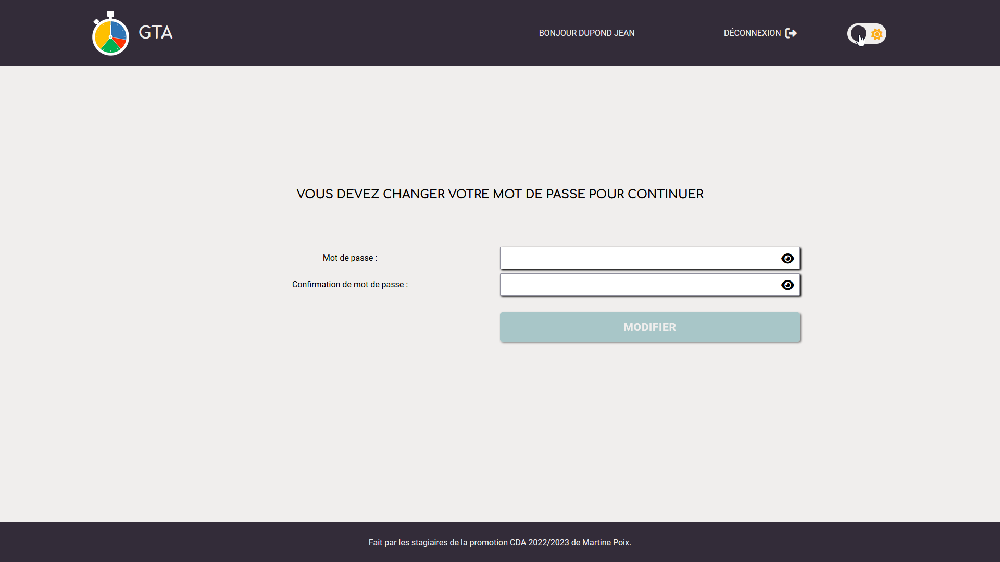 GTA
BONJOUR DUPOND JEAN
DÉCONNEXION
VOUS DEVEZ CHANGER VOTRE MOT DE PASSE POUR CONTINUER
Mot de passe :
Confirmation de mot de passe :
MODIFIER
Fait par les stagiaires de la promotion CDA 2022/2023 de Martine Poix.